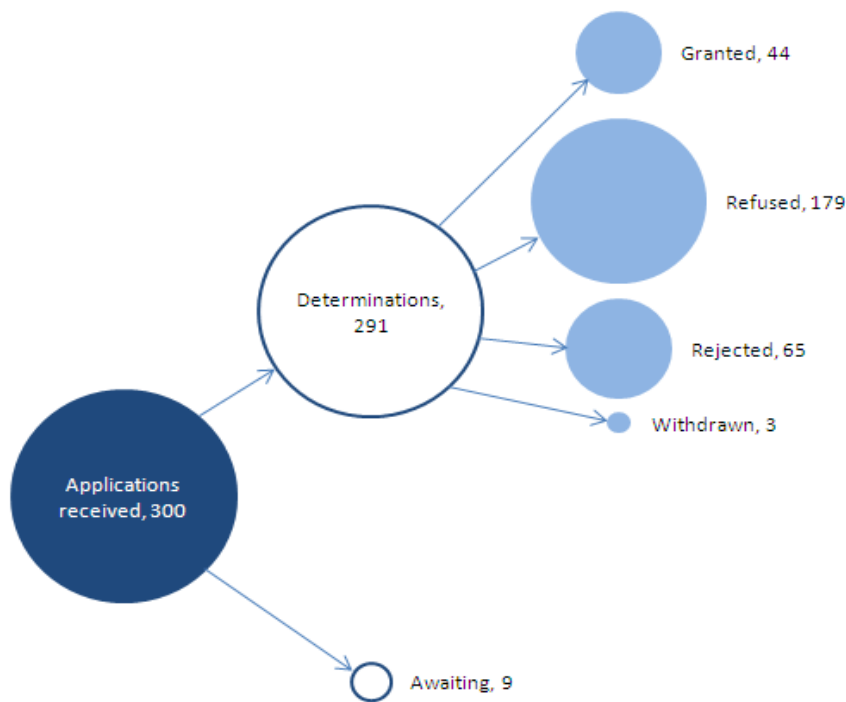 Granted, 44
Refused, 179
Determinations,
291
Rejected, 65
Withdrawn, 3
Applications
received, 300
Awaiting, 9